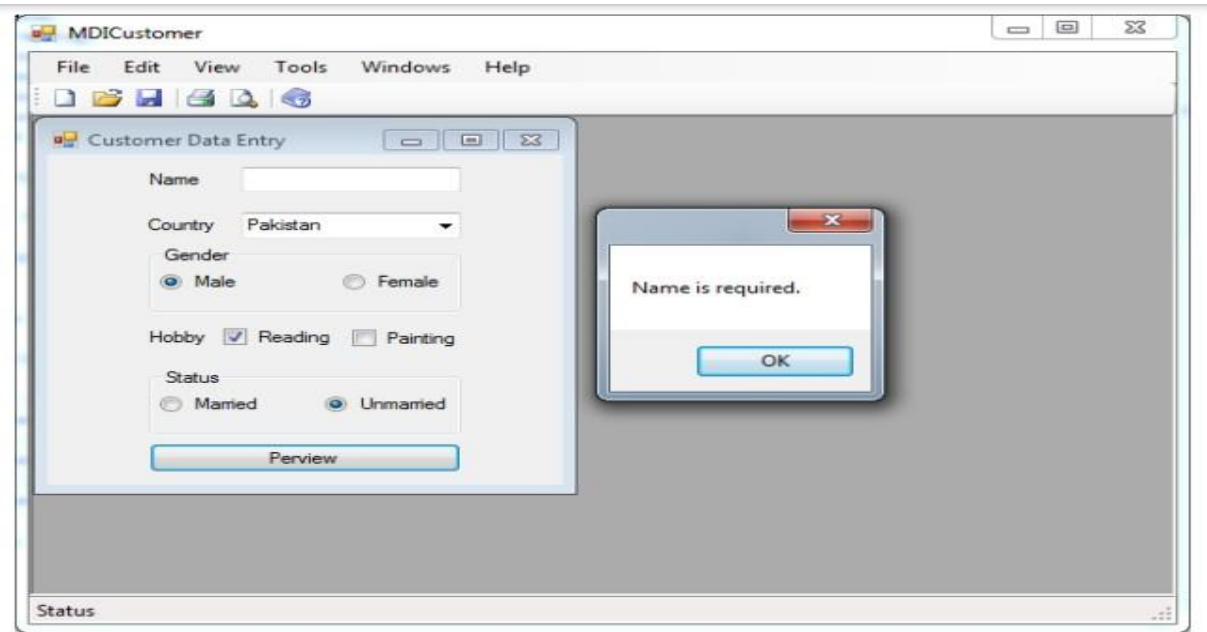 MDICustomer
File Edit View Tools Windows Help
Customer Data Entry
Name
Country Pakistan
Gender
Male Female
Name is required.
Hobby Reading Painting
OK
Status
Married Unmarried
Perview
Status